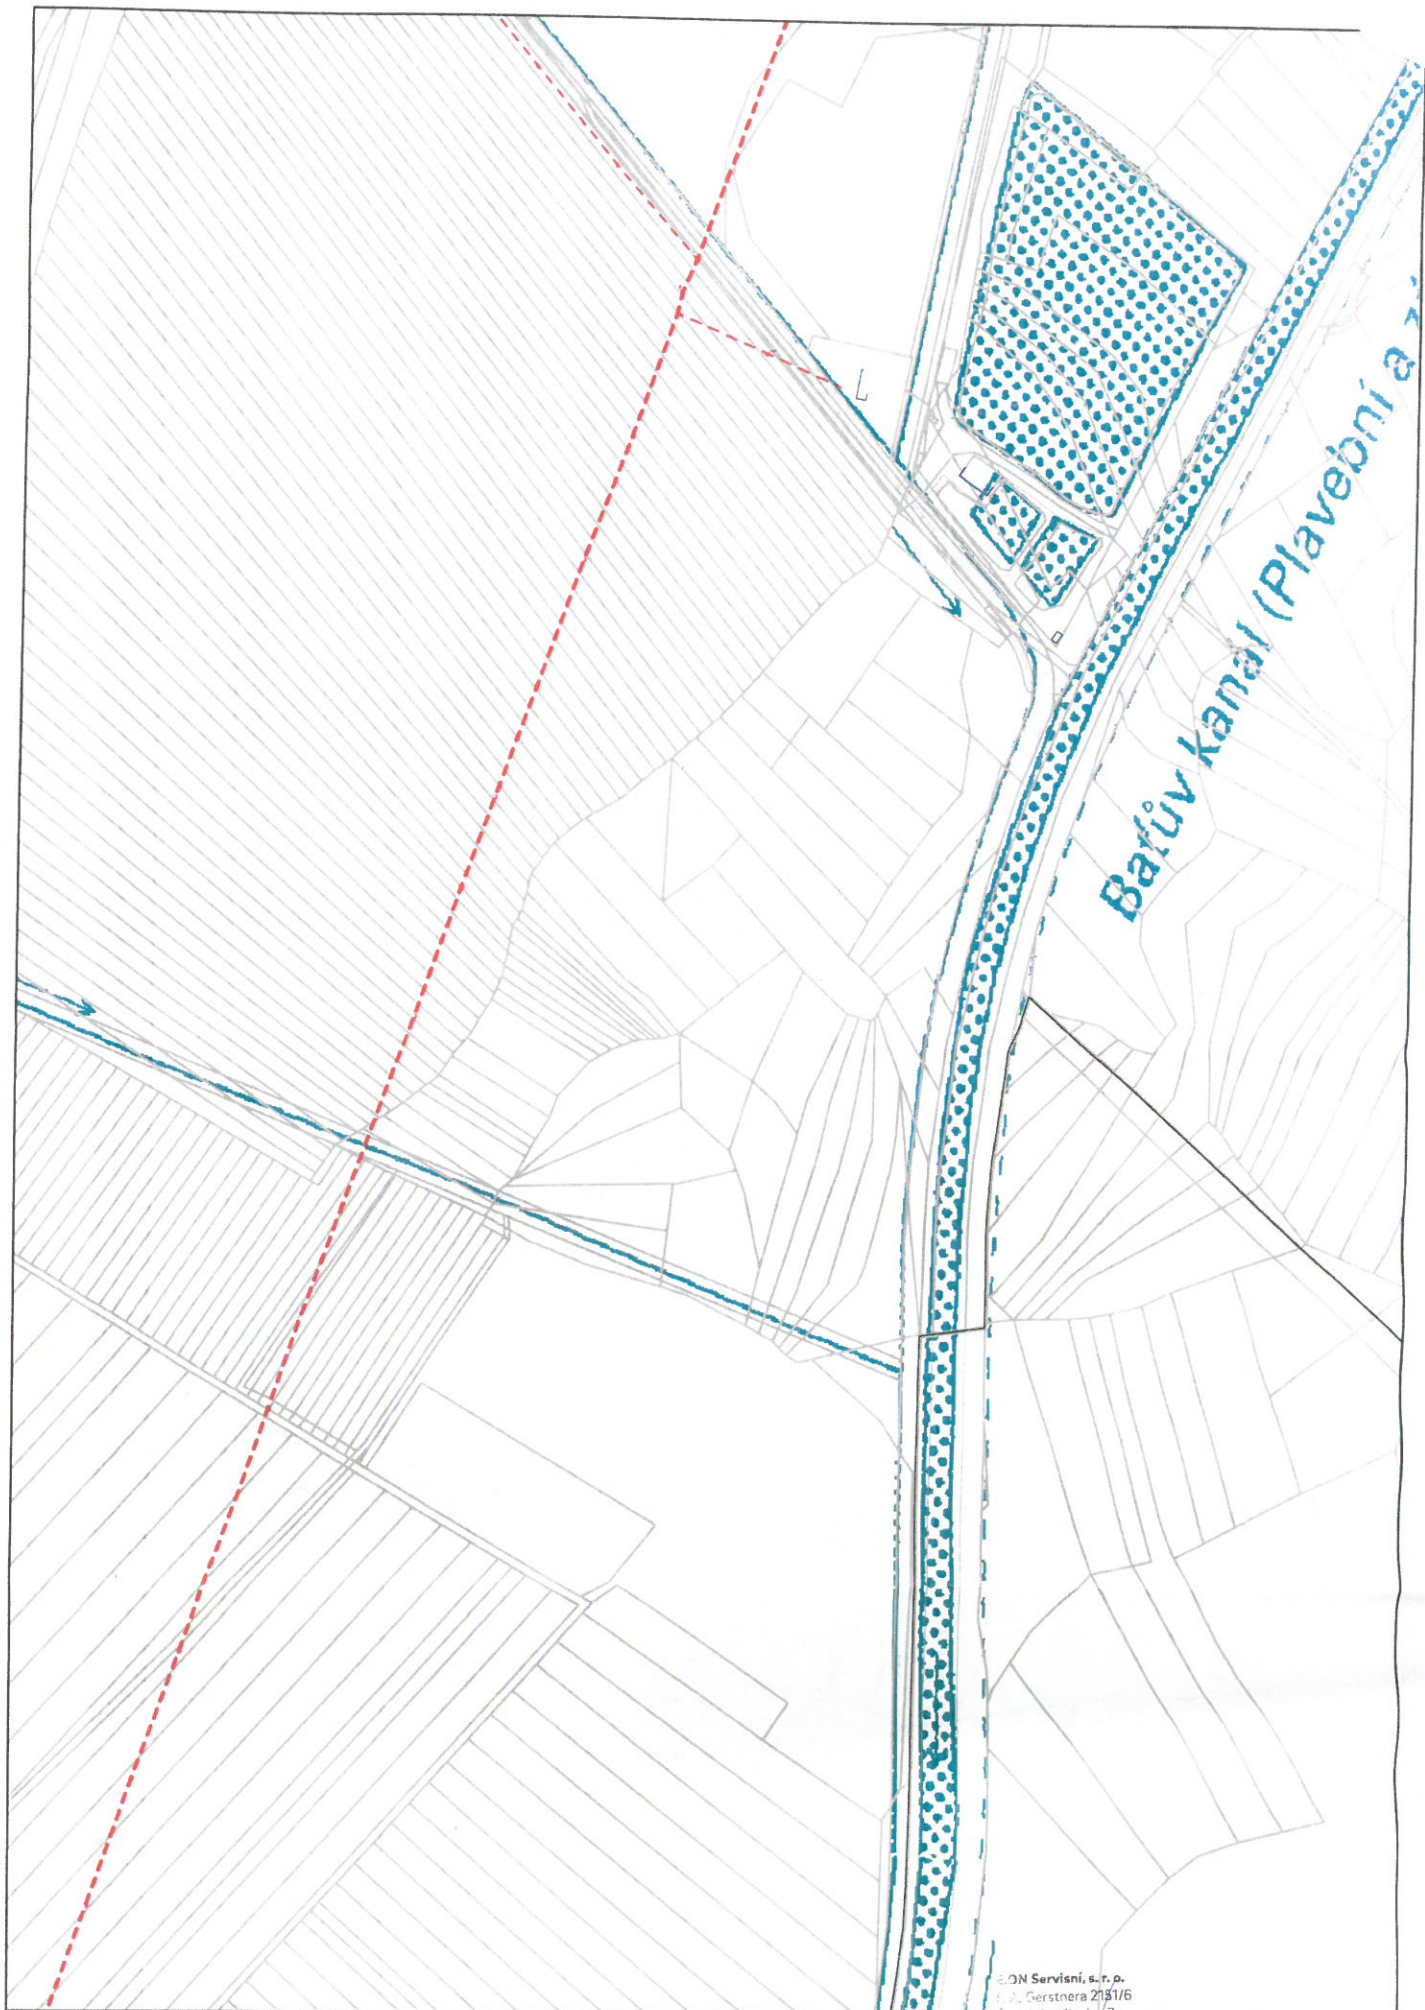 Baťův kanál (Plavební a
E.ON Servisní, s. r. o.
F. A. Gerstnera 2151/6